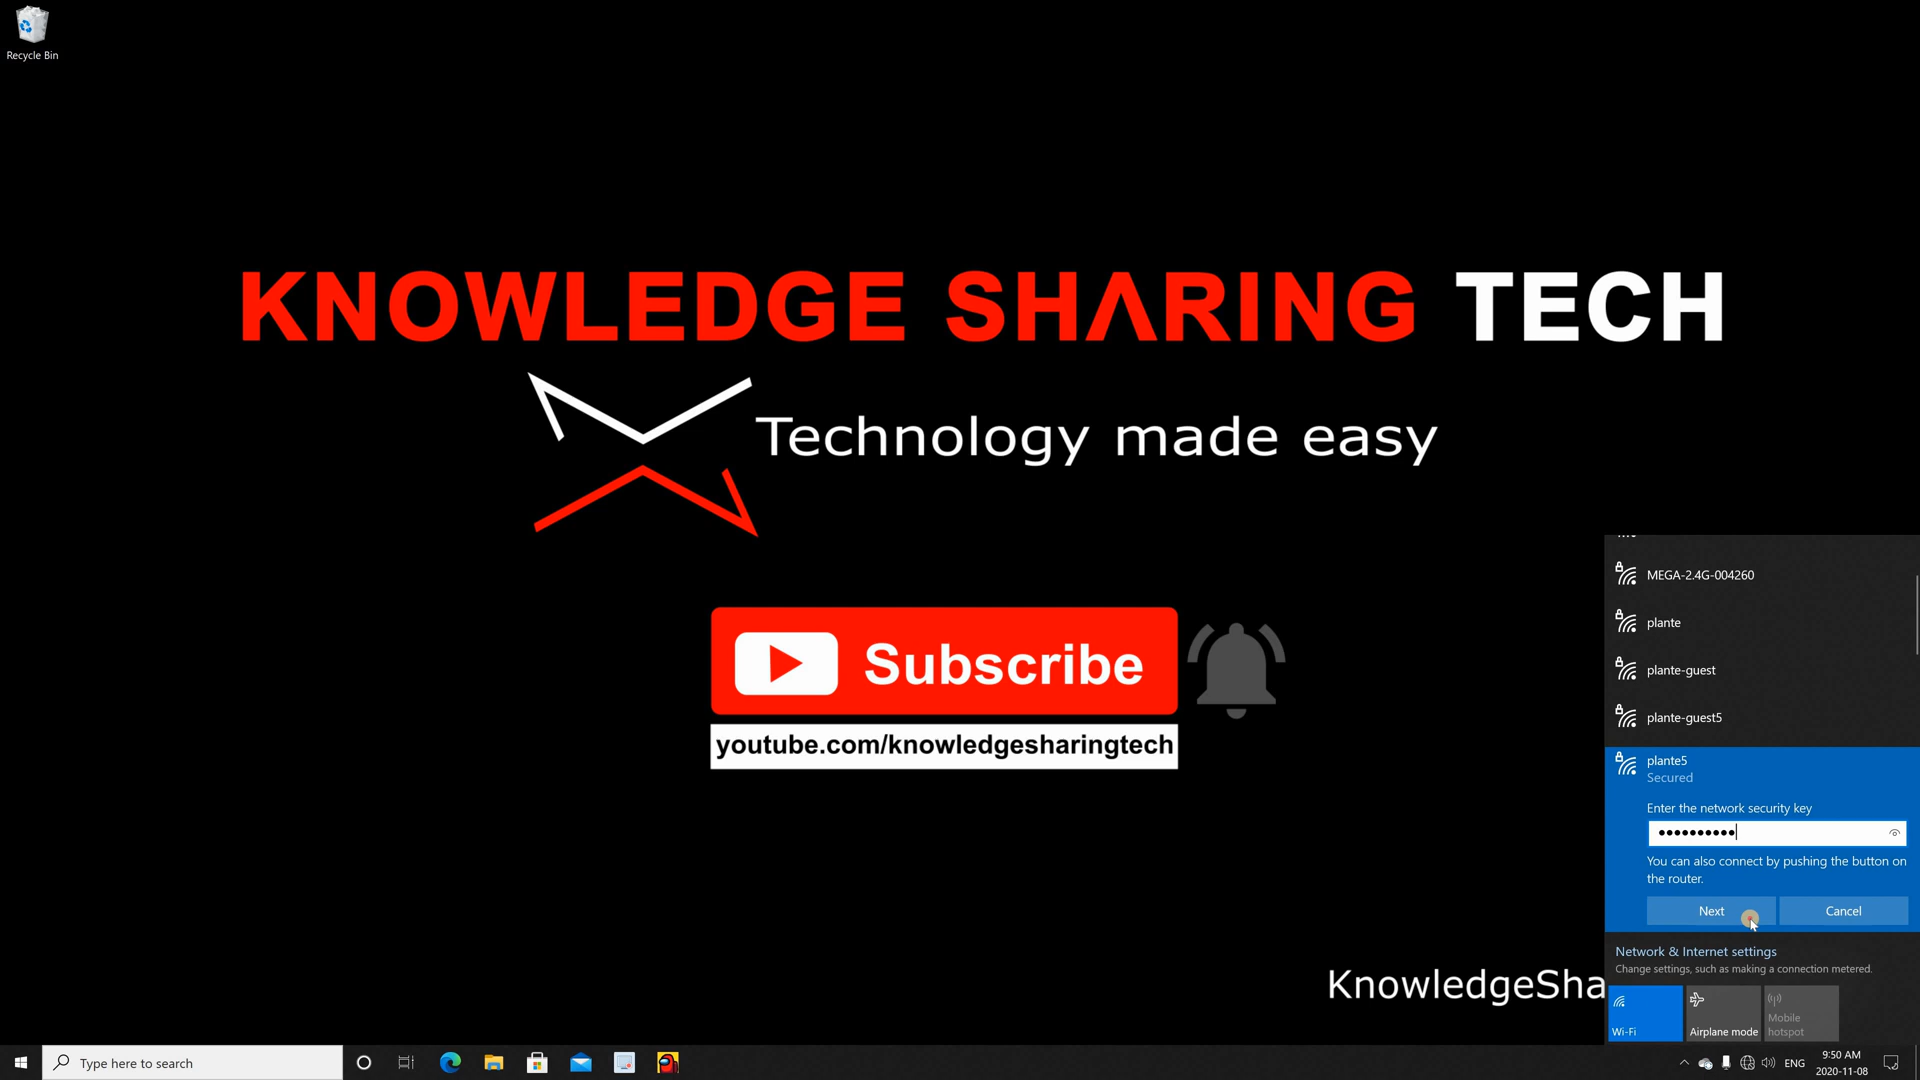 Recycle Bin
KNOWLEDGE SHARING TECH
Technology made easy
Subscribe
youtube.com/knowledgesharingtech
KnowledgeSha
MEGA-2.4G-004260
plante
plante-guest
plante-guest5
plante5
Secured
Enter the network security key
••••••••••
You can also connect by pushing the button on
the router.
Next Cancel
Network & Internet settings
Change settings, such as making a connection metered.
Wi-Fi
Airplane mode
Mobile
hotspot
Type here to search
ENG
9:50 AM
2020-11-08